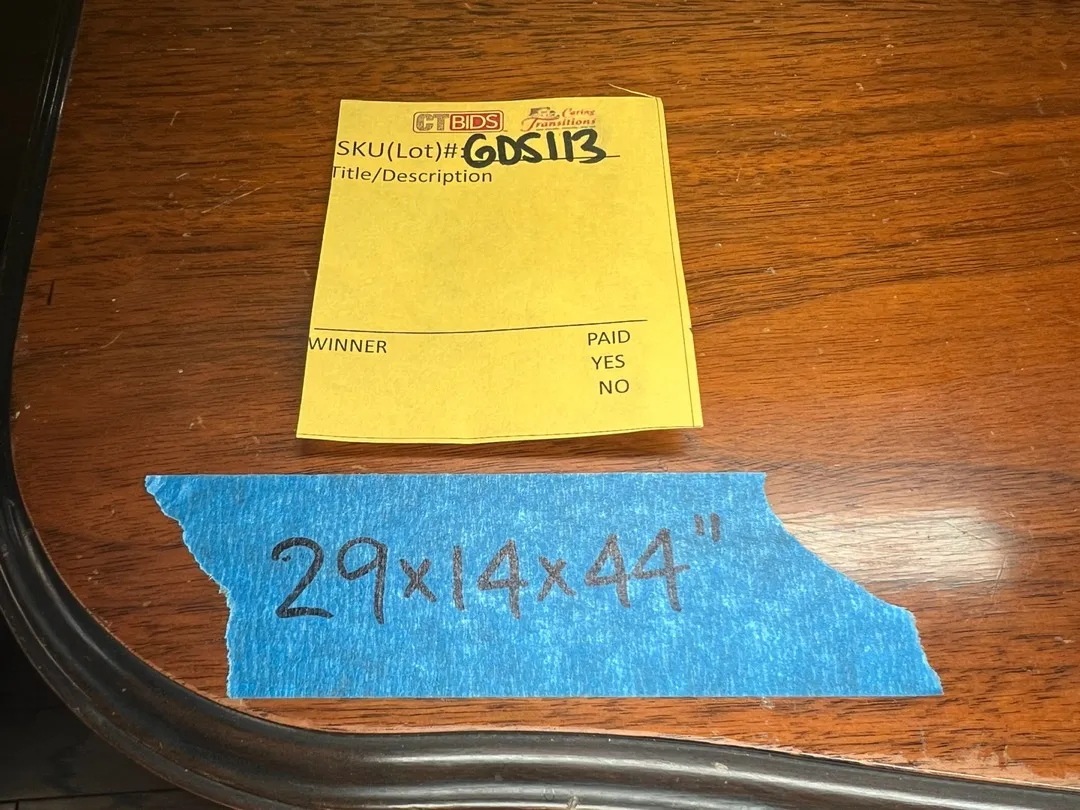 CTBIDS Caring Transitions
SKU(Lot)#: GDS113
Title/Description
WINNER PAID
YES
NO
29x14x44"